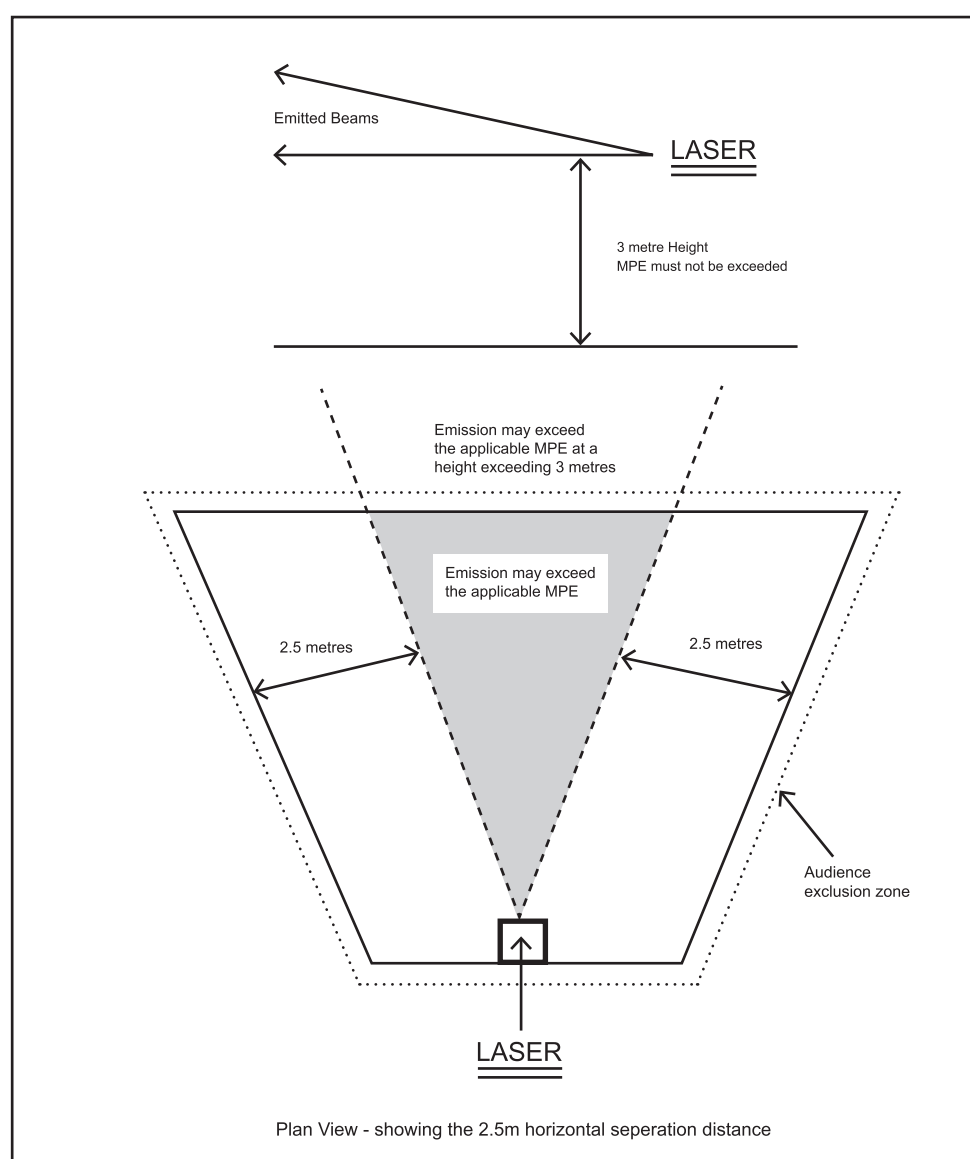 Emitted Beams
LASER
3 metre Height
MPE must not be exceeded
Emission may exceed
the applicable MPE at a
height exceeding 3 metres
Emission may exceed
the applicable MPE
2.5 metres
2.5 metres
Audience
exclusion zone
LASER
Plan View - showing the 2.5m horizontal seperation distance